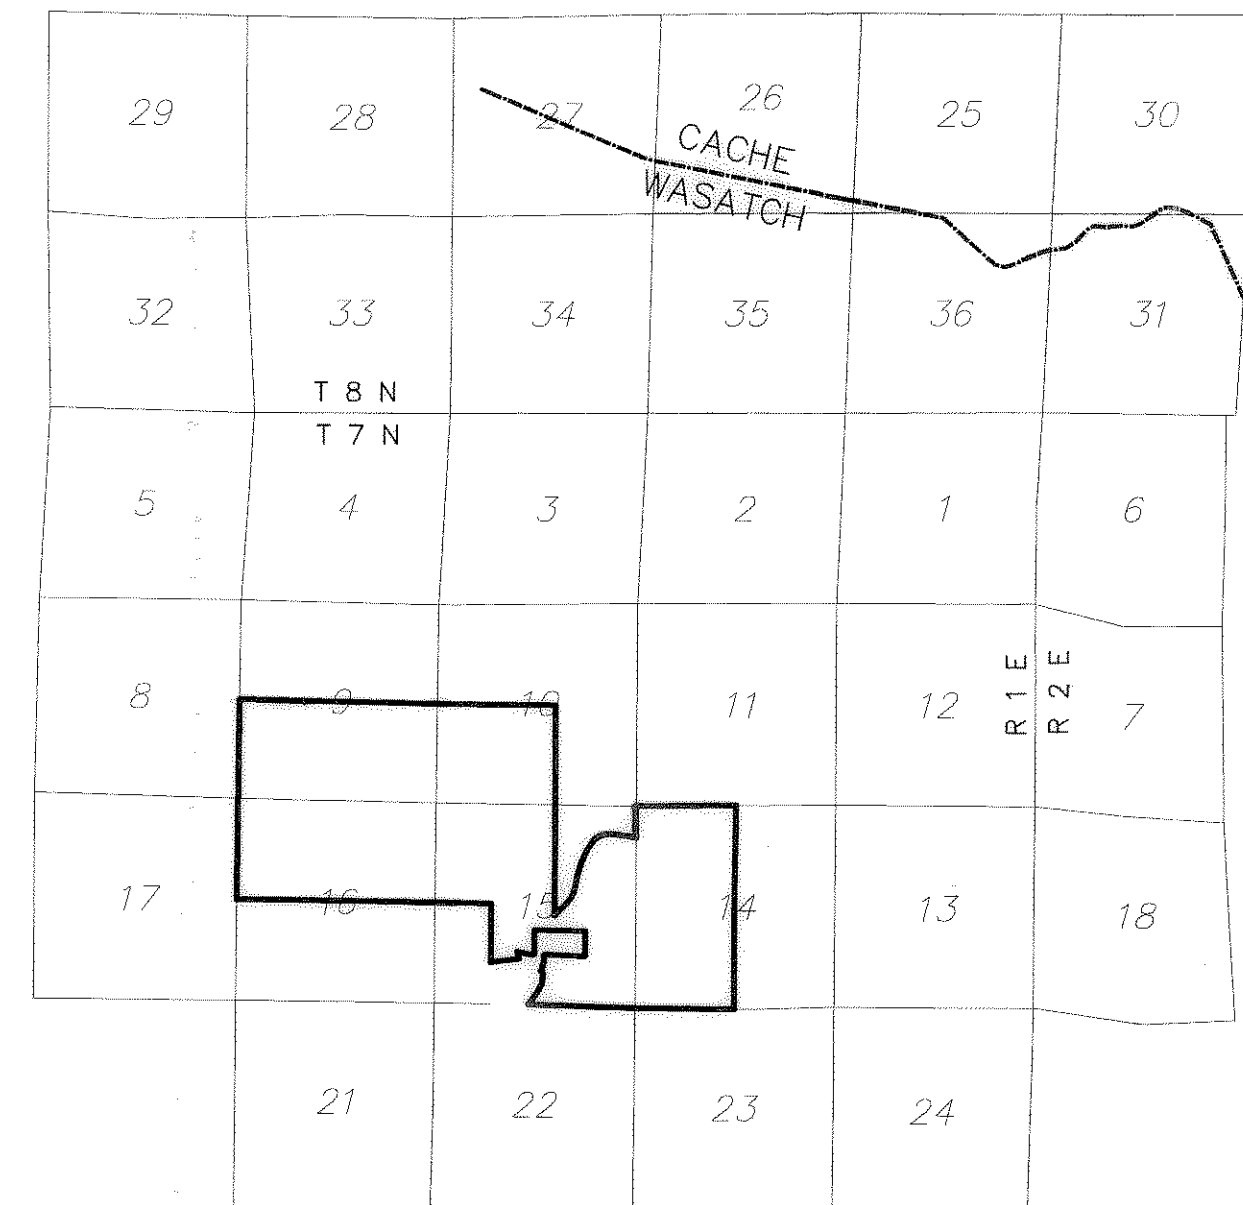 29 28 27 26 25 30
CACHE
WASATCH
32 33 34 35 36 31
T 8 N
T 7 N
5 4 3 2 1 6
R 1 E
R 2 E
8 9 10 11 12 7
17 16 15 14 13 18
21 22 23 24